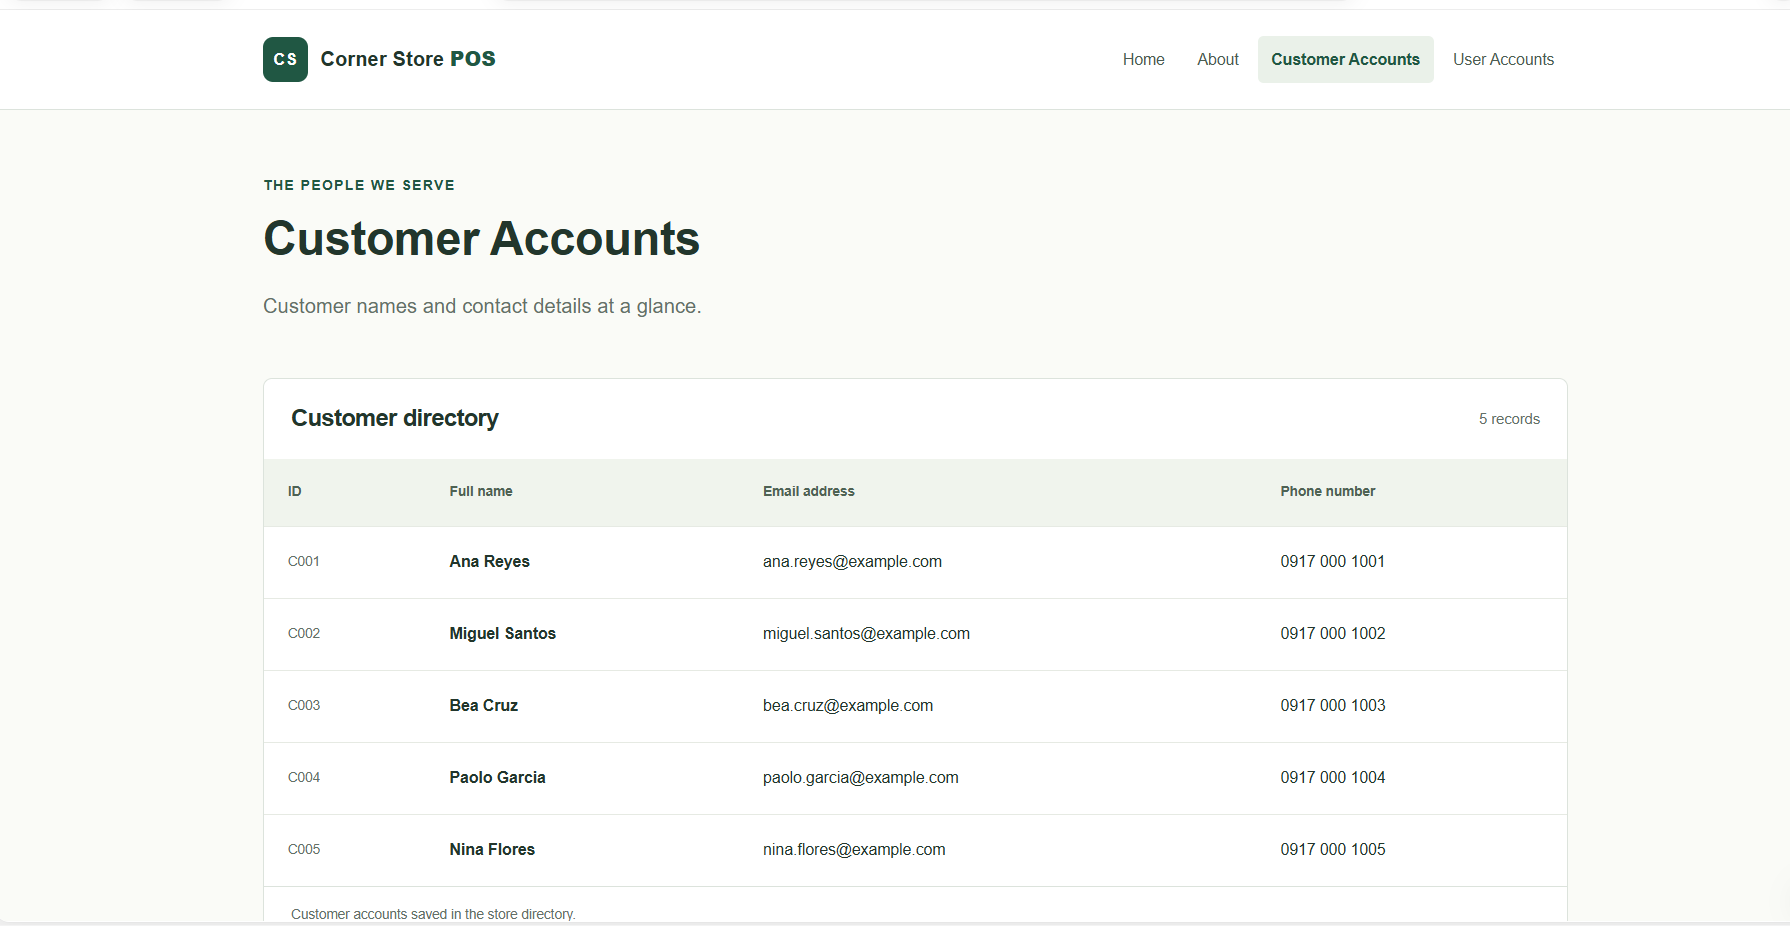 CS Corner Store POS Home About Customer Accounts User Accounts
THE PEOPLE WE SERVE
Customer Accounts
Customer names and contact details at a glance.
Customer directory 5 records
ID Full name Email address Phone number
C001 Ana Reyes ana.reyes@example.com 0917 000 1001
C002 Miguel Santos miguel.santos@example.com 0917 000 1002
C003 Bea Cruz bea.cruz@example.com 0917 000 1003
C004 Paolo Garcia paolo.garcia@example.com 0917 000 1004
C005 Nina Flores nina.flores@example.com 0917 000 1005
Customer accounts saved in the store directory.